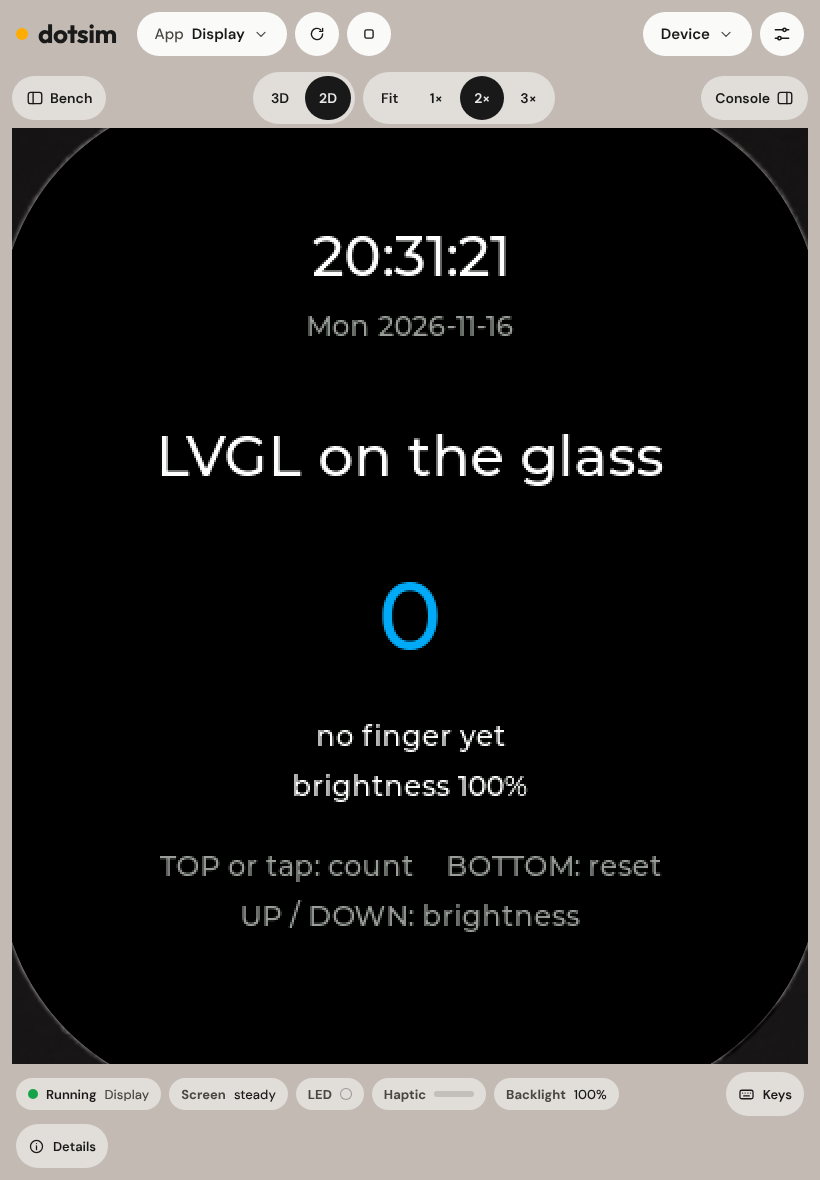 dotsim App Display Device
Bench 3D 2D Fit 1× 2× 3× Console
20:31:21
Mon 2026-11-16
LVGL on the glass
0
no finger yet
brightness 100%
TOP or tap: count BOTTOM: reset
UP / DOWN: brightness
Running Display Screen steady LED Haptic Backlight 100% Keys
Details